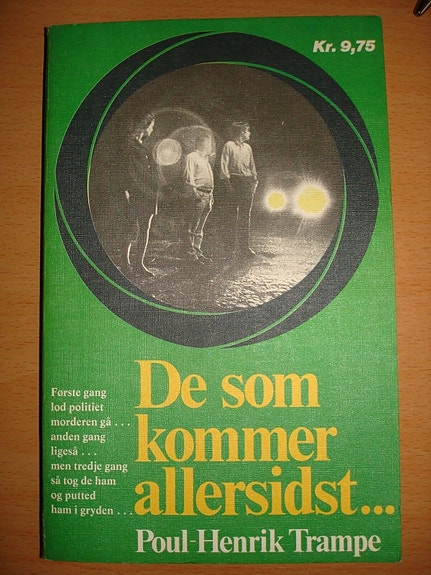 Kr. 9,75
De som
kommer
allersidst...
Første gang
lod politiet
morderen gå . . .
anden gang
ligeså . . .
men tredje gang
så tog de ham
og putted
ham i gryden . . .
Poul-Henrik Trampe